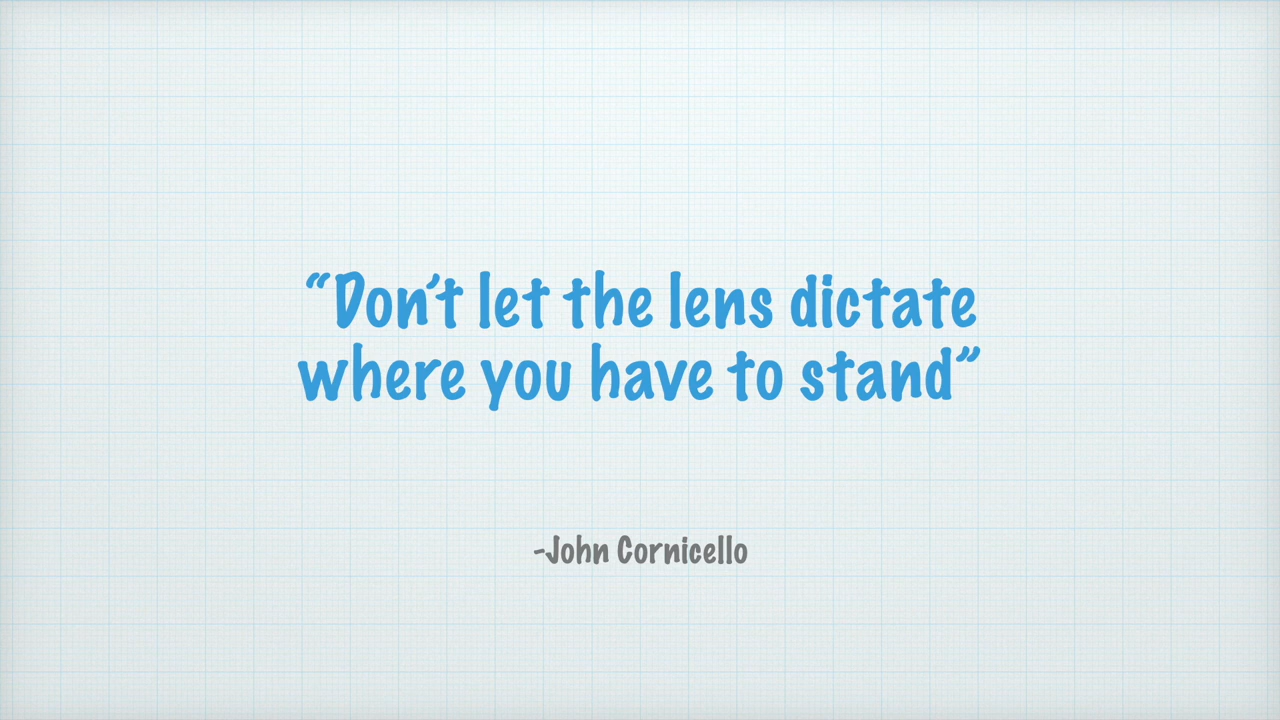 “Don’t let the lens dictate
where you have to stand”
-John Cornicello